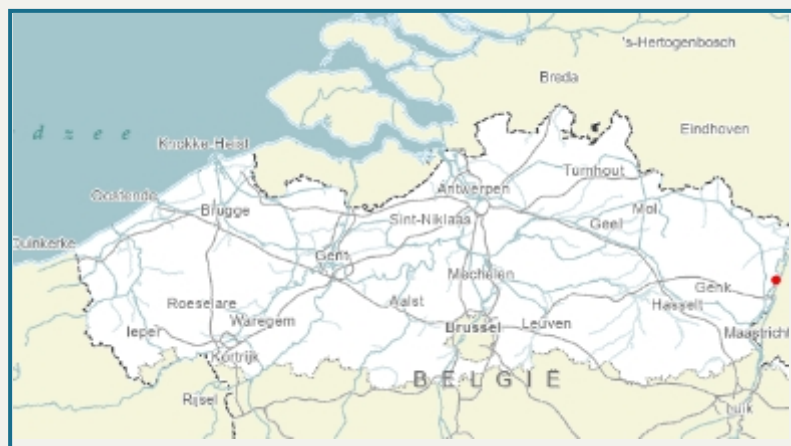 's-Hertogenbosch
Breda
dzee
Eindhoven
Knokke-Heist
Turnhout
Antwerpen
Oostende
Mol
Brugge
Sint-Niklaas
Geel
Duinkerke
Gent
Mechelen
Genk
Roeselare
Aalst
Hasselt
Waregem
Brussel
Leuven
Ieper
Maastricht
Kortrijk
BELGIË
Rijsel
Luik